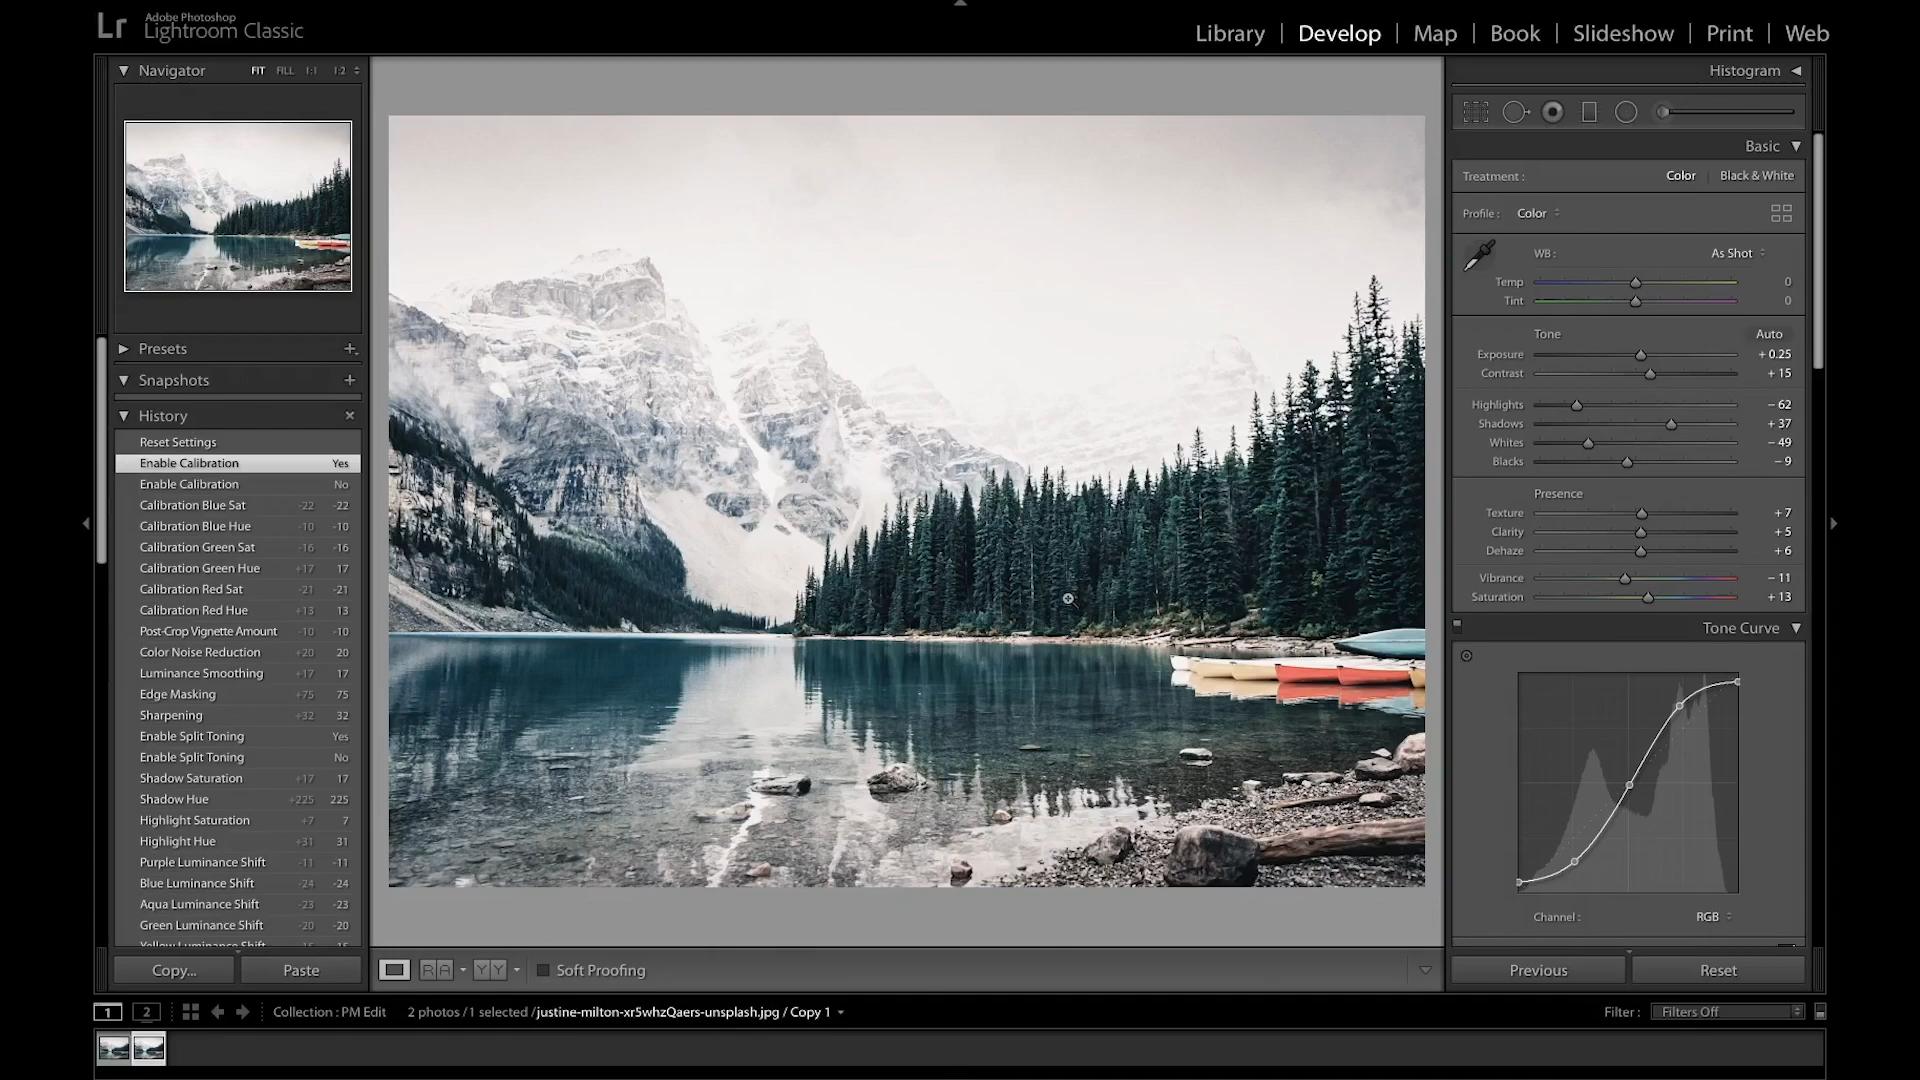 Lr Adobe Photoshop
Lightroom Classic
Library | Develop | Map | Book | Slideshow | Print | Web
Navigator FIT FILL 1:1 1:2
Presets
Snapshots
History
Reset Settings
Enable Calibration Yes
Enable Calibration No
Calibration Blue Sat -22 -22
Calibration Blue Hue -10 -10
Calibration Green Sat -16 -16
Calibration Green Hue +17 17
Calibration Red Sat -21 -21
Calibration Red Hue +13 13
Post-Crop Vignette Amount -10 -10
Color Noise Reduction +20 20
Luminance Smoothing +17 17
Edge Masking +75 75
Sharpening +32 32
Enable Split Toning Yes
Enable Split Toning No
Shadow Saturation +17 17
Shadow Hue +225 225
Highlight Saturation +7 7
Highlight Hue +31 31
Purple Luminance Shift -11 -11
Blue Luminance Shift -24 -24
Aqua Luminance Shift -23 -23
Green Luminance Shift -20 -20
Yellow Luminance Shift -15 -15
Copy... Paste
Soft Proofing
Histogram
Basic
Treatment : Color | Black & White
Profile : Color
WB : As Shot
Temp 0
Tint 0
Tone Auto
Exposure + 0.25
Contrast + 15
Highlights – 62
Shadows + 37
Whites – 49
Blacks – 9
Presence
Texture + 7
Clarity + 5
Dehaze + 6
Vibrance – 11
Saturation + 13
Tone Curve
Channel : RGB
Previous Reset
1 2 Collection : PM Edit 2 photos / 1 selected / justine-milton-xr5whzQaers-unsplash.jpg / Copy 1
Filter : Filters Off